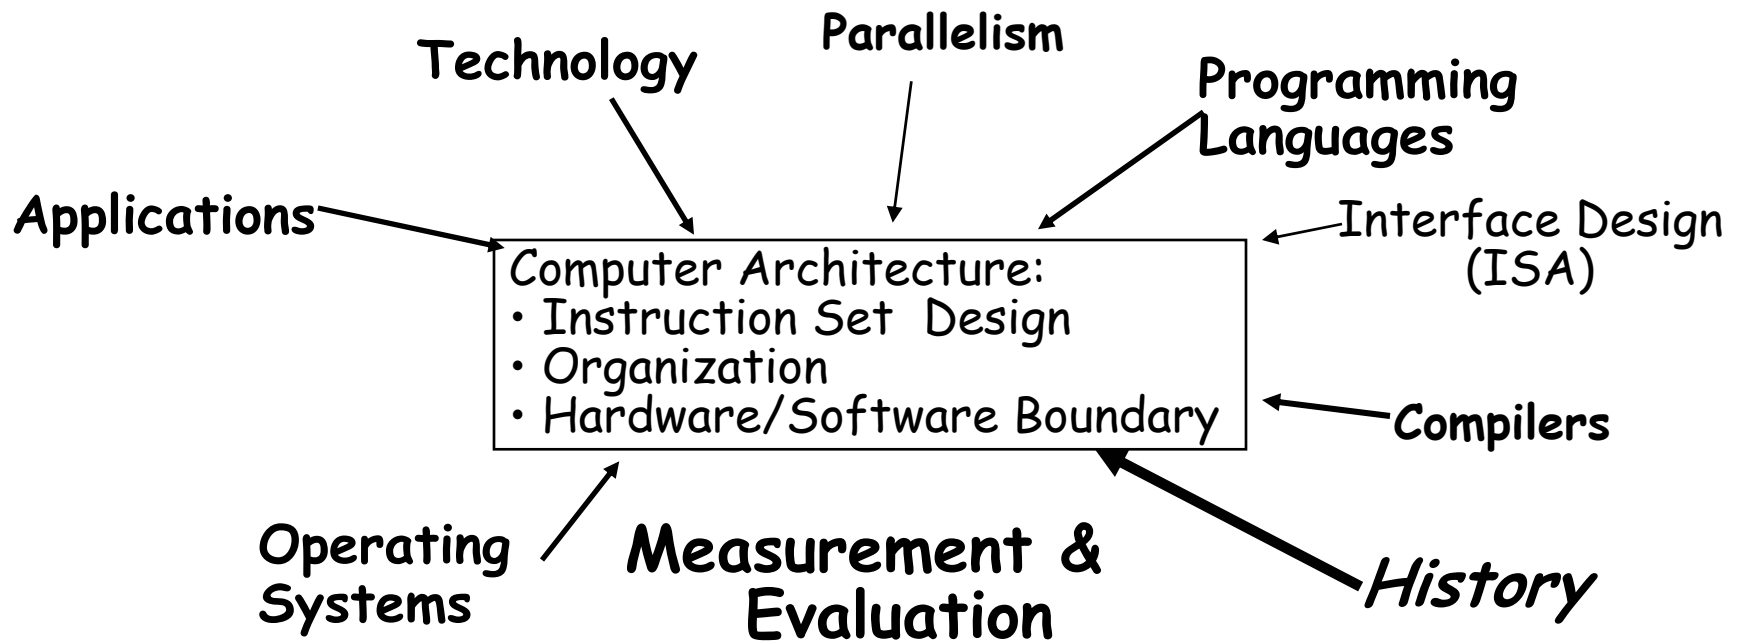 Parallelism
Technology
Programming
Languages
Applications
Interface Design
(ISA)
Computer Architecture:
• Instruction Set Design
• Organization
• Hardware/Software Boundary
Compilers
Operating
Systems
Measurement &
Evaluation
History